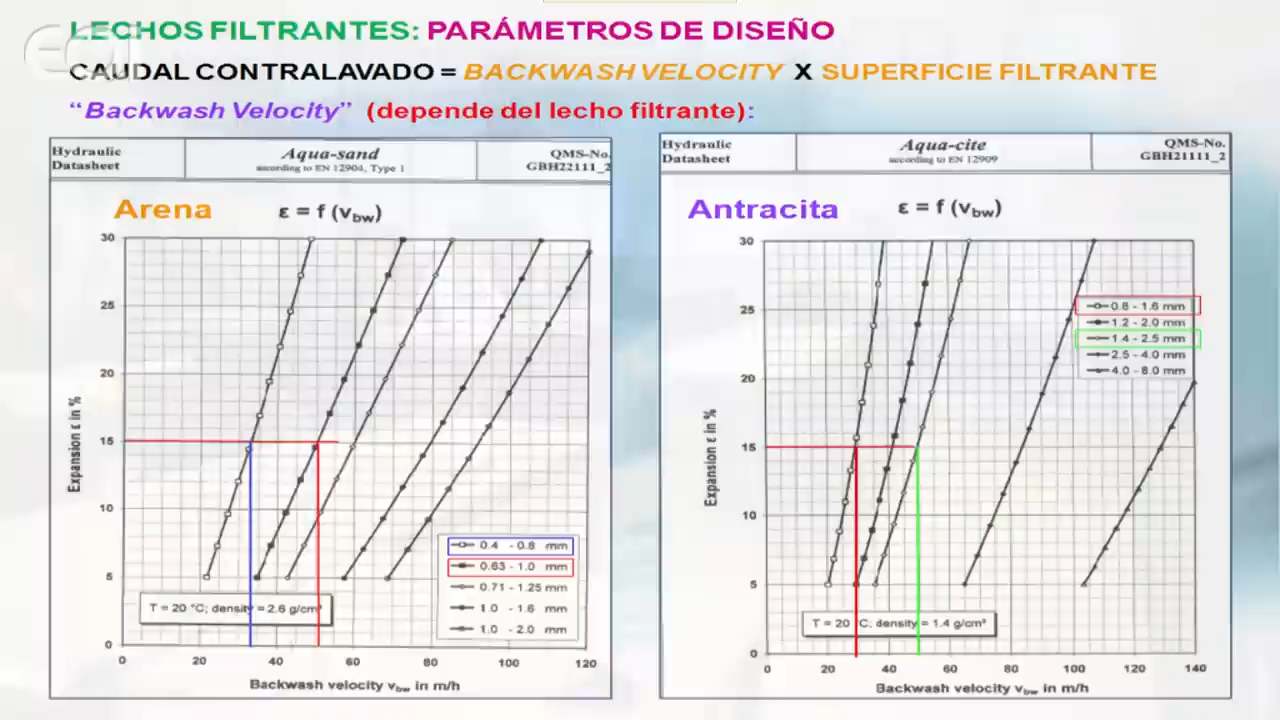 LECHOS FILTRANTES: PARÁMETROS DE DISEÑO
EOI
CAUDAL CONTRALAVADO = BACKWASH VELOCITY X SUPERFICIE FILTRANTE
“Backwash Velocity” (depende del lecho filtrante):
Hydraulic Datasheet
Aqua-sand
according to EN 12904, Type 1
QMS-No.
GBH22111_2
Arena
ε = f (vbw)
30
25
20
15
10
5
0
Expansion ε in %
0.4 - 0.8 mm
0.63 - 1.0 mm
0.71 - 1.25 mm
1.0 - 1.6 mm
1.0 - 2.0 mm
T = 20 °C; density = 2.6 g/cm³
0 20 40 60 80 100 120
Backwash velocity vbw in m/h
Hydraulic Datasheet
Aqua-cite
according to EN 12909
QMS-No.
GBH21111_2
Antracita
ε = f (vbw)
30
25
20
15
10
5
0
Expansion ε in %
0.8 - 1.6 mm
1.2 - 2.0 mm
1.4 - 2.5 mm
2.5 - 4.0 mm
4.0 - 8.0 mm
T = 20 °C; density = 1.4 g/cm³
0 20 40 60 80 100 120 140
Backwash velocity vbw in m/h